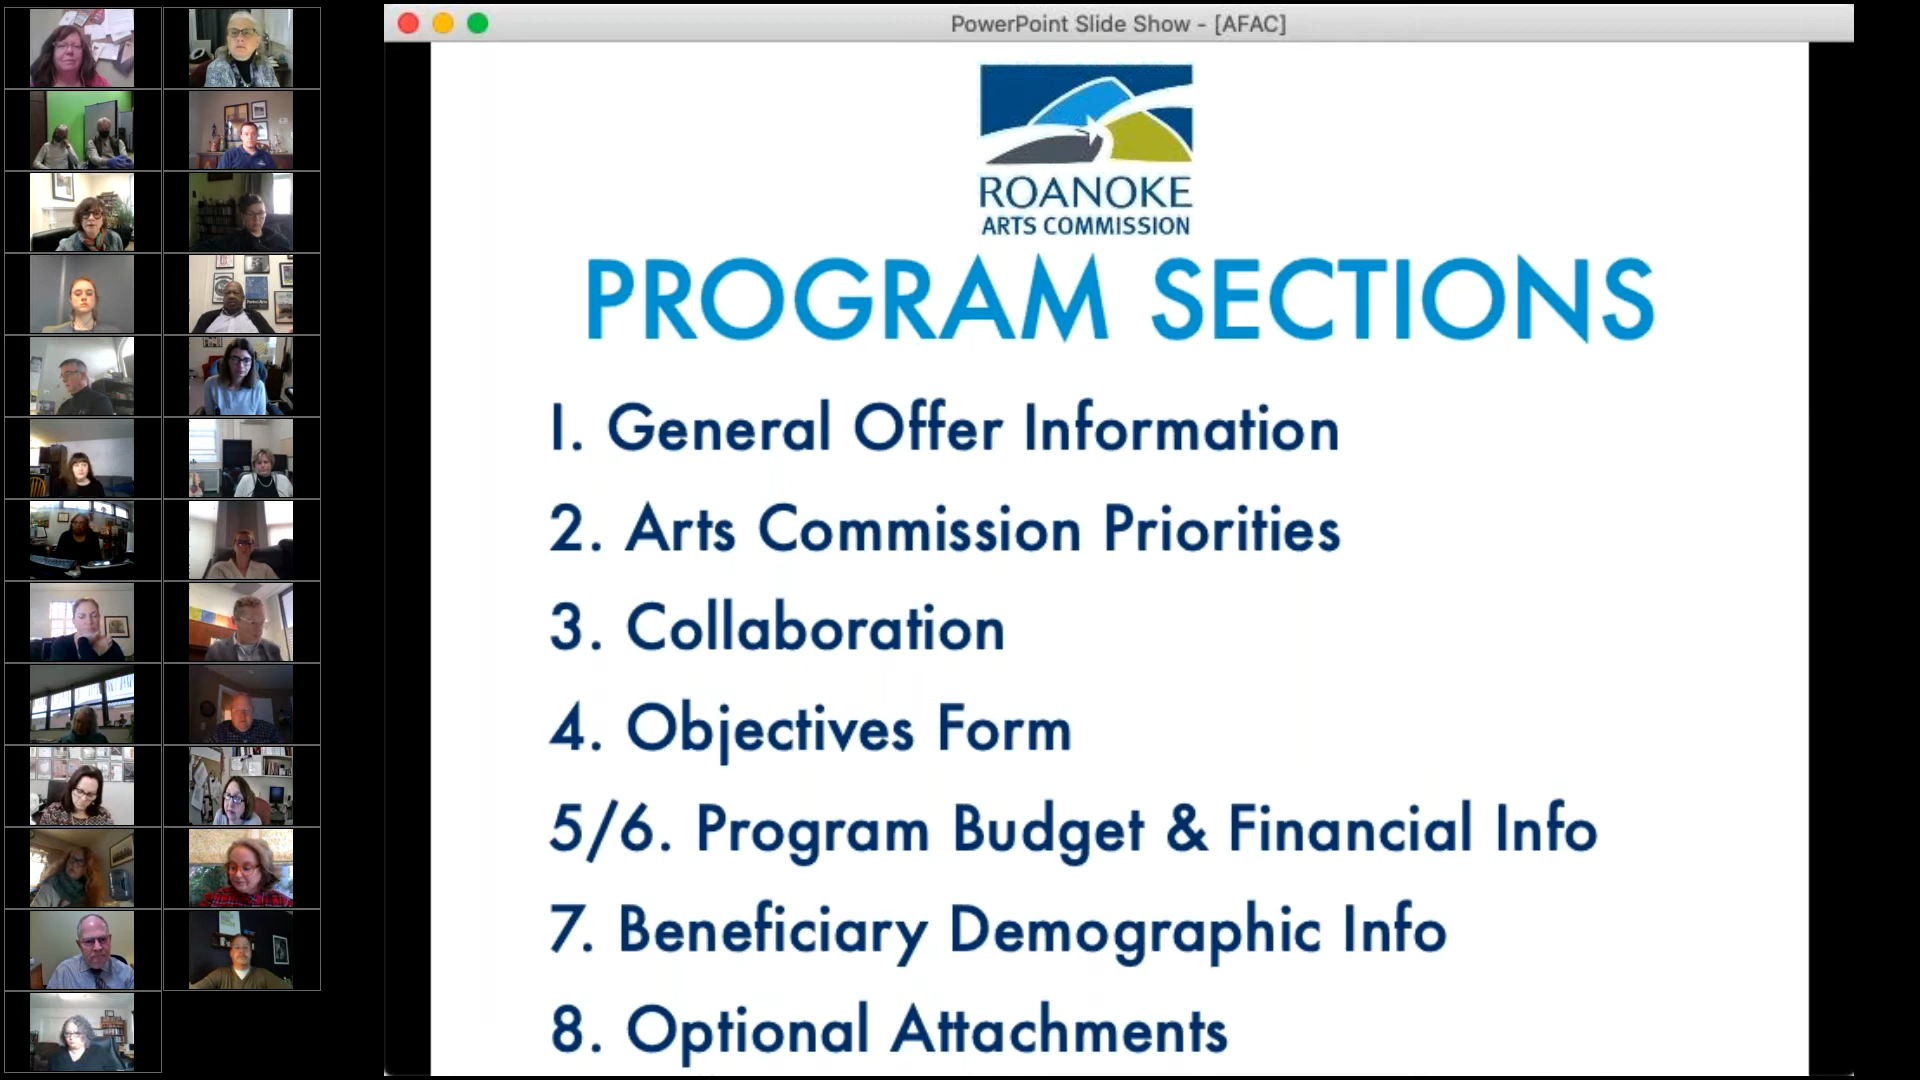 PowerPoint Slide Show - [AFAC]
ROANOKE
ARTS COMMISSION
PROGRAM SECTIONS
1. General Offer Information
2. Arts Commission Priorities
3. Collaboration
4. Objectives Form
5/6. Program Budget & Financial Info
7. Beneficiary Demographic Info
8. Optional Attachments